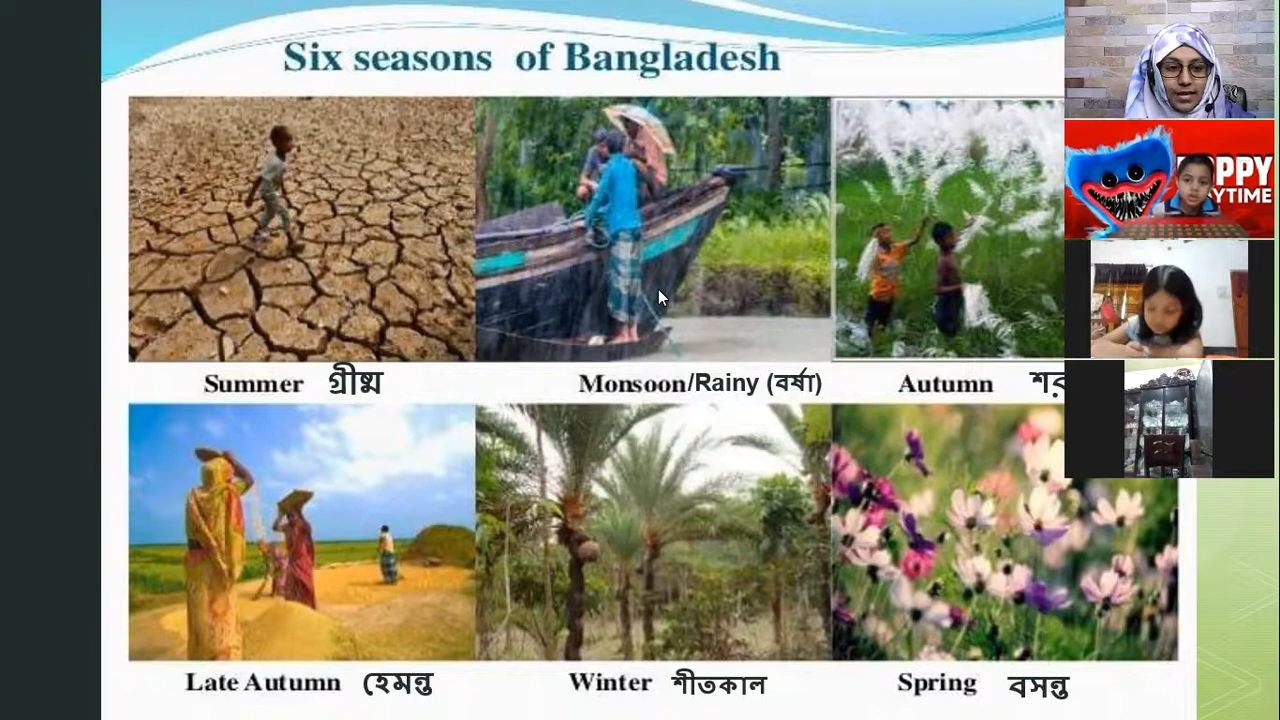 Six seasons of Bangladesh
Summer গ্রীষ্ম
Monsoon/Rainy (বর্ষা)
Autumn
Late Autumn হেমন্ত
Winter শীতকাল
Spring বসন্ত